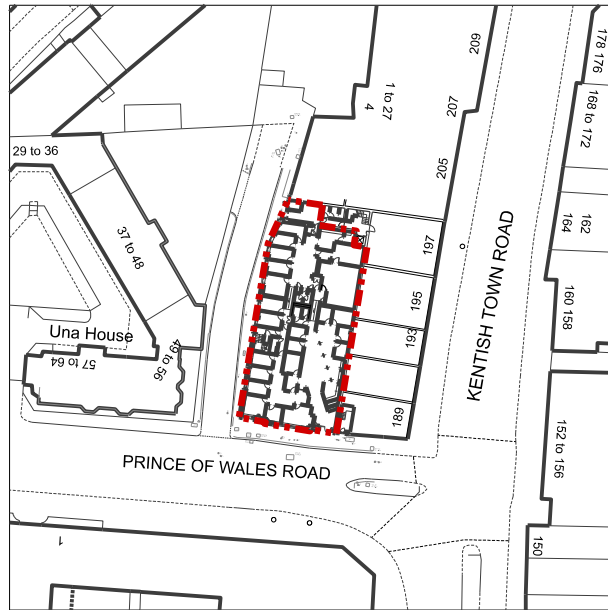 178 176
209
1 to 27
4
207
168 to 172
29 to 36
205
162
164
37 to 48
197
KENTISH TOWN ROAD
195
160 158
Una House
193
49 to 56
57 to 64
189
152 to 156
PRINCE OF WALES ROAD
150
1